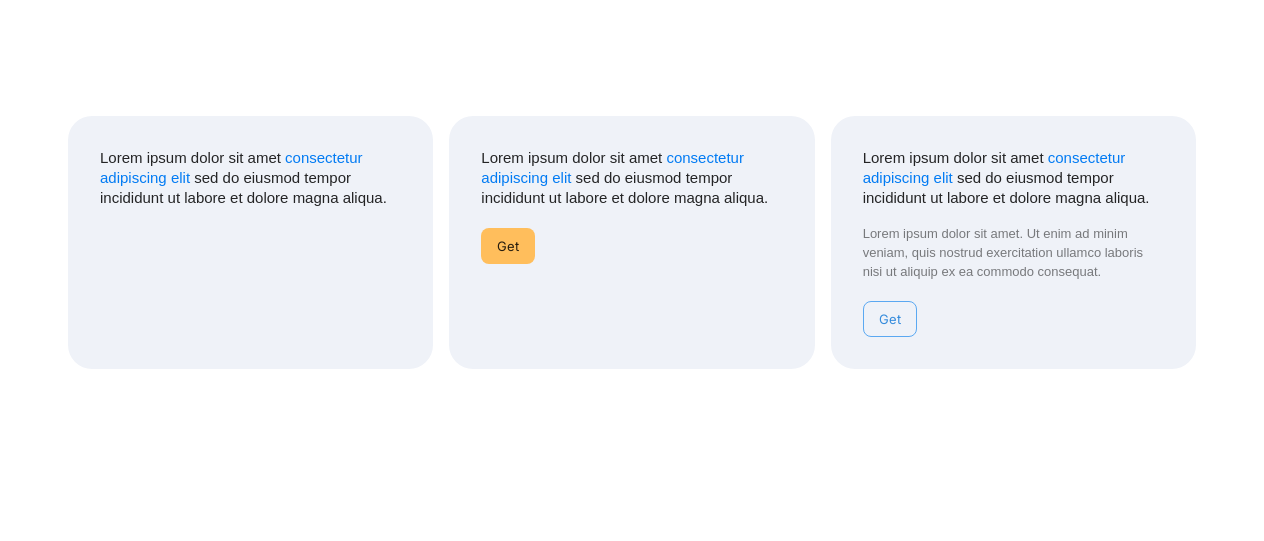 Lorem ipsum dolor sit amet consectetur
adipiscing elit sed do eiusmod tempor
incididunt ut labore et dolore magna aliqua.
Lorem ipsum dolor sit amet consectetur
adipiscing elit sed do eiusmod tempor
incididunt ut labore et dolore magna aliqua.
Get
Lorem ipsum dolor sit amet consectetur
adipiscing elit sed do eiusmod tempor
incididunt ut labore et dolore magna aliqua.
Lorem ipsum dolor sit amet. Ut enim ad minim
veniam, quis nostrud exercitation ullamco laboris
nisi ut aliquip ex ea commodo consequat.
Get